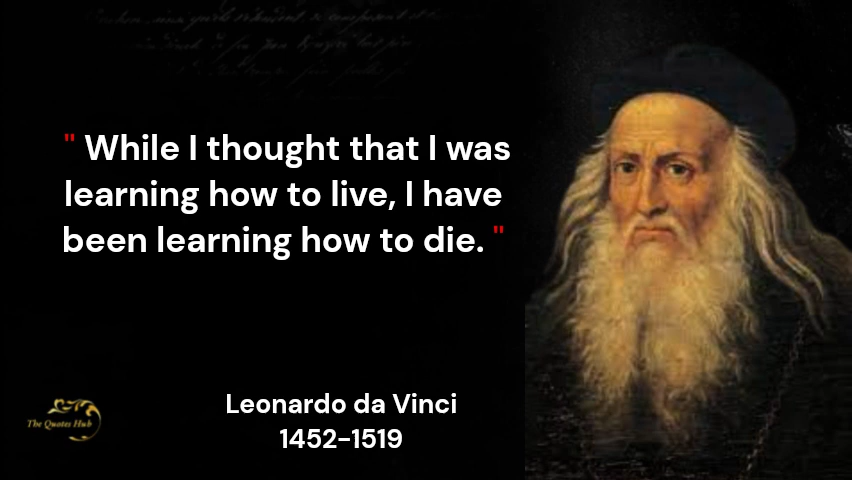 " While I thought that I was
learning how to live, I have
been learning how to die. "
Leonardo da Vinci
1452-1519
The Quotes Hub